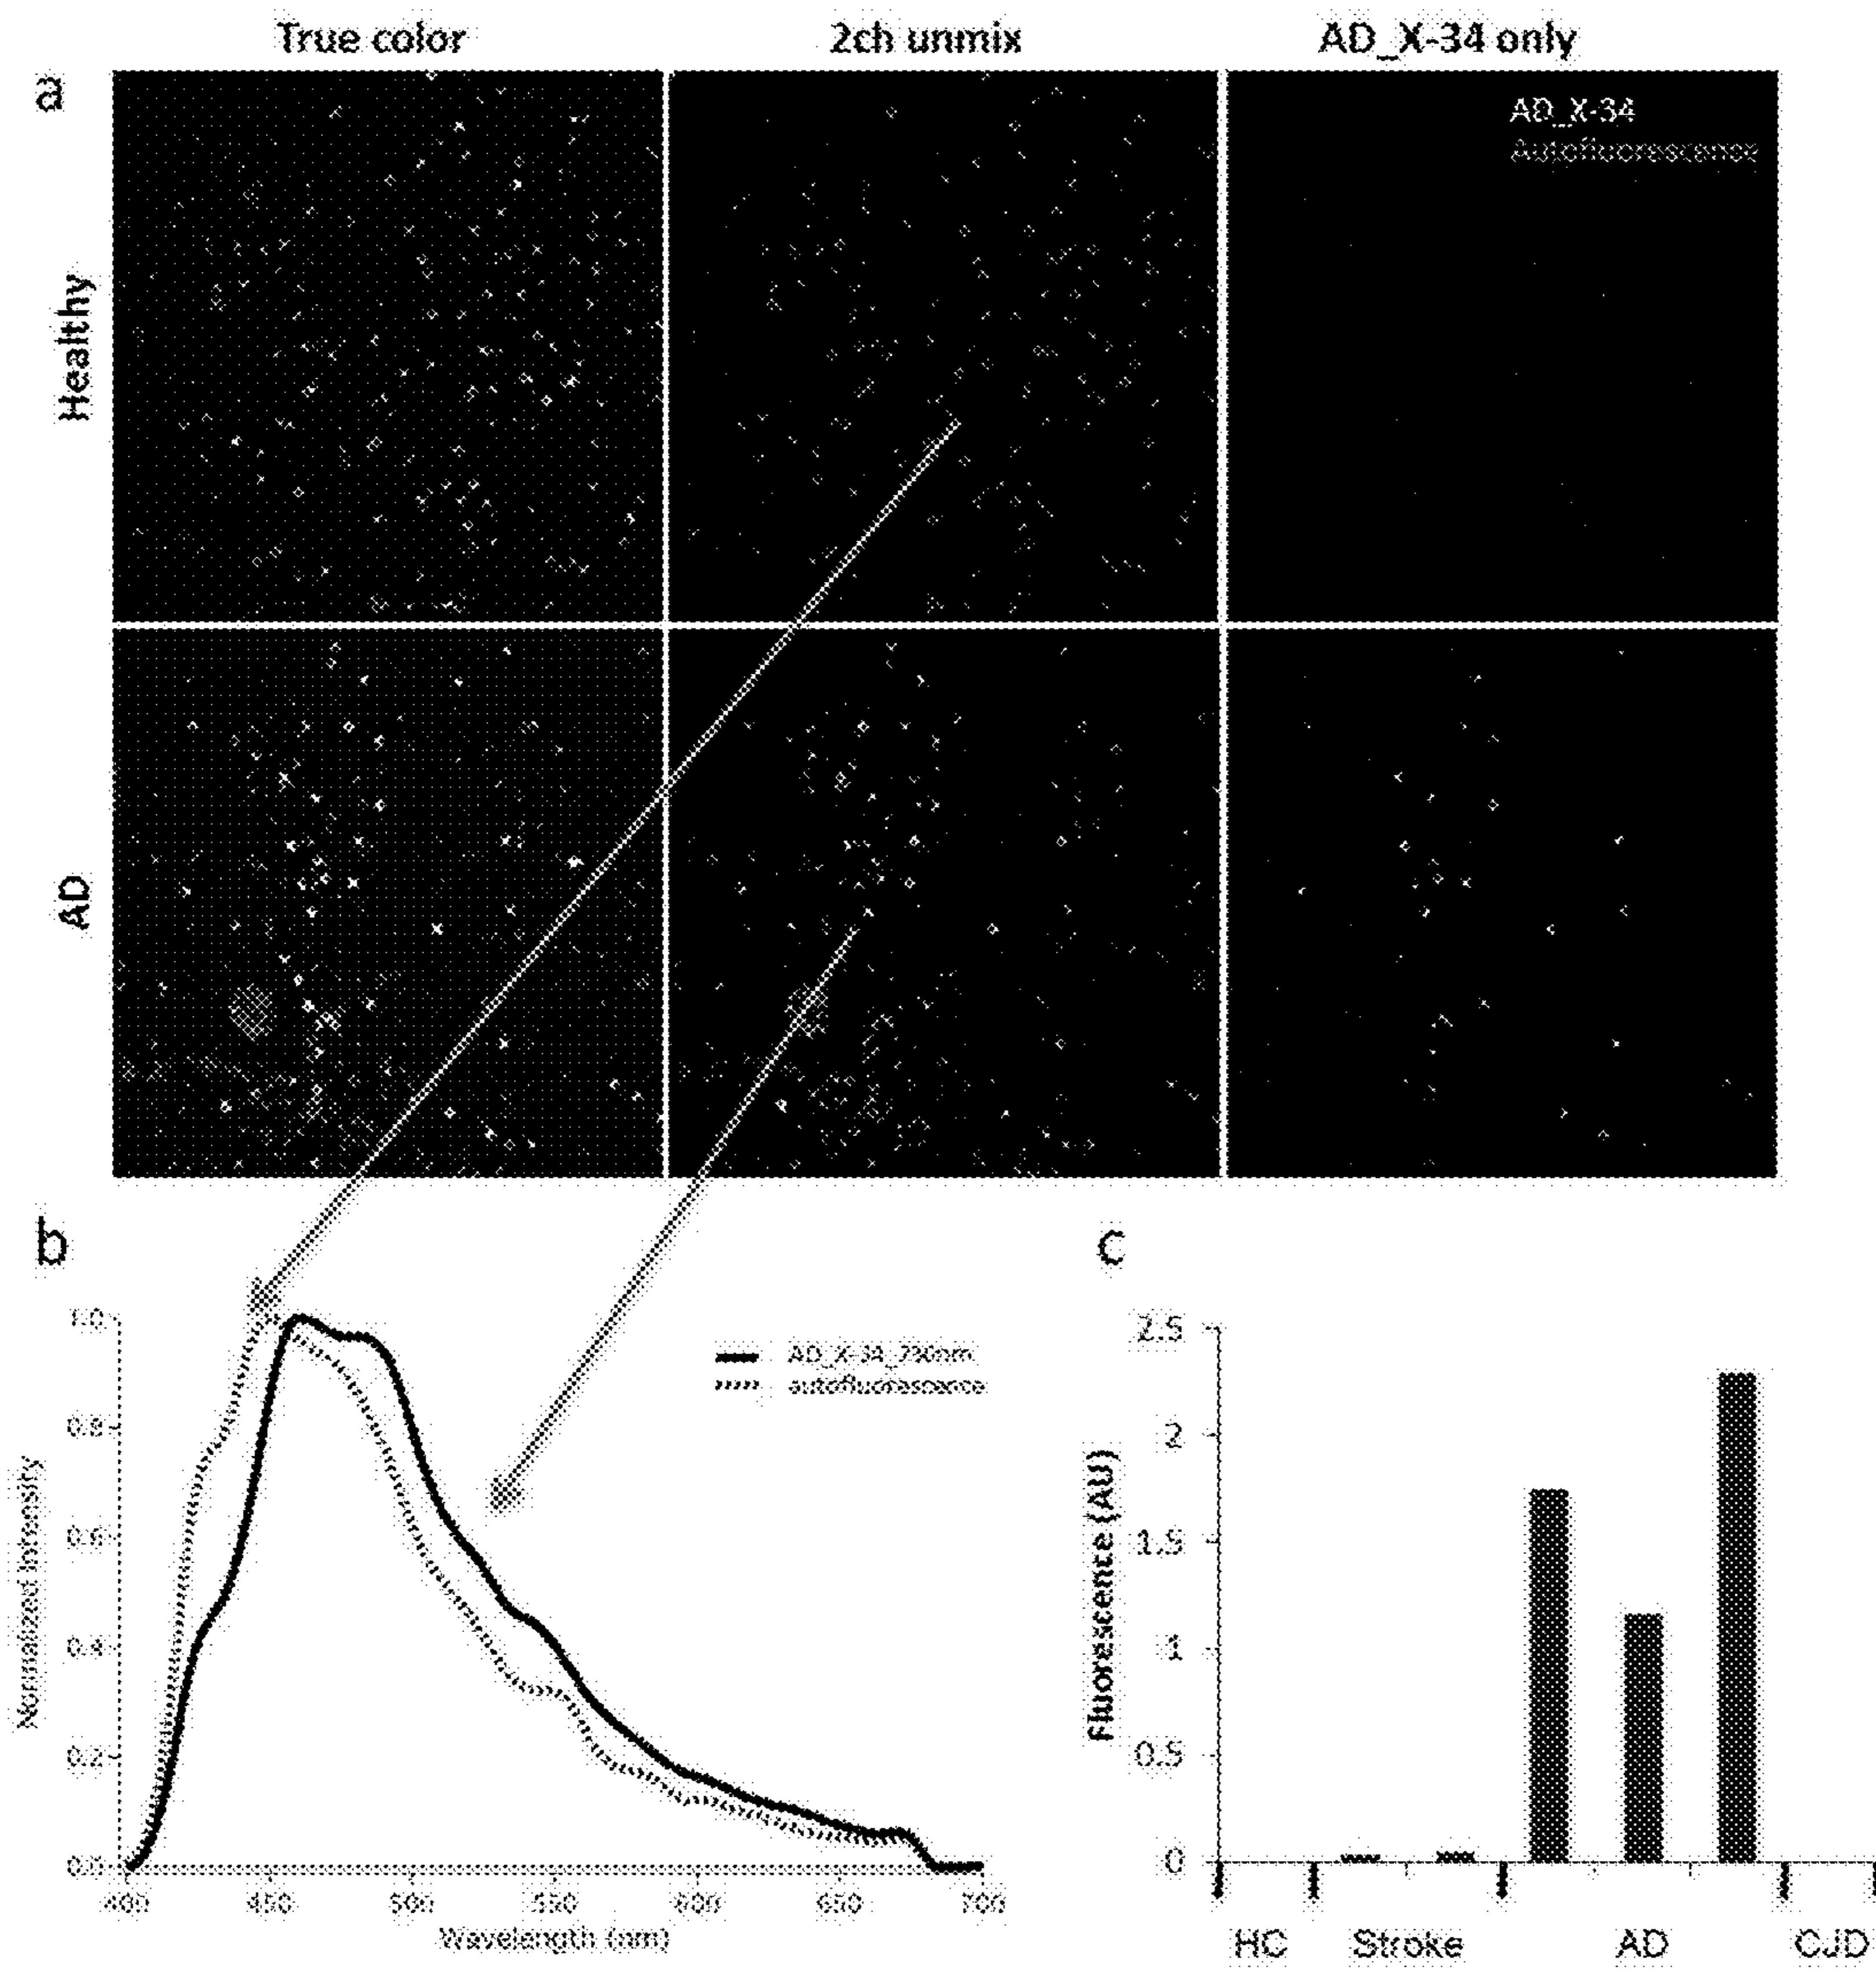 True color 2ch unmix AD_X-34 only
a
AD_X-34
Autofluorescence
Healthy
AD
b
1.0
0.8
0.6
0.4
0.2
0.0
Normalized Intensity
AD_X-34_790nm
autofluorescence
400 450 500 550 600 650 700
Wavelength (nm)
c
2.5
2
1.5
1
0.5
0
Fluorescence (AU)
HC Stroke AD CJD